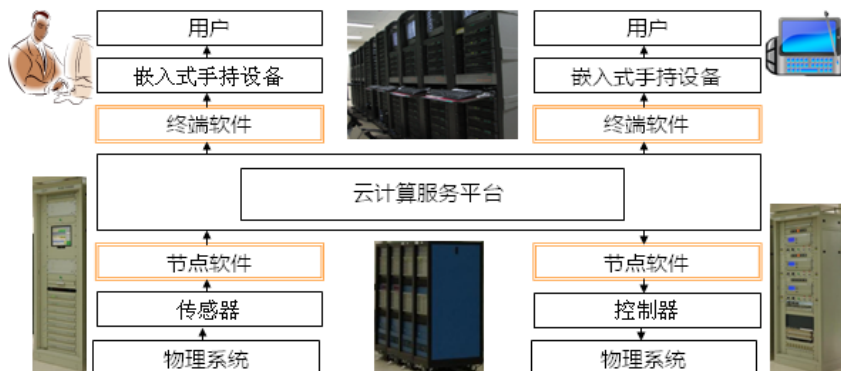 用户
用户
嵌入式手持设备
嵌入式手持设备
终端软件
终端软件
云计算服务平台
节点软件
节点软件
传感器
控制器
物理系统
物理系统